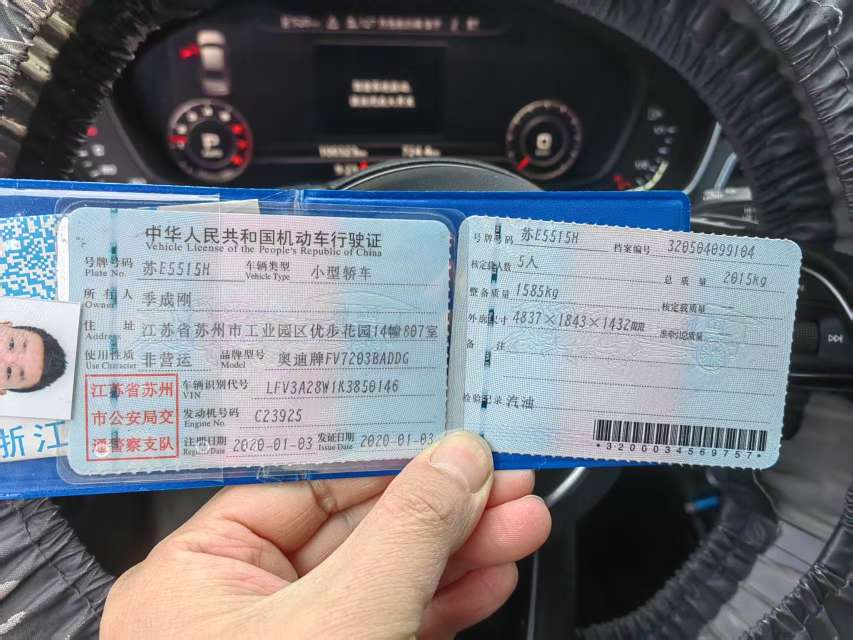 中华人民共和国机动车行驶证
Vehicle License of the People's Republic of China
号牌号码 苏E5515H 车辆类型 小型轿车
Plate No. Vehicle Type
所有人 季成刚
Owner
住址 江苏省苏州市工业园区优步花园14幢607室
Address
使用性质 非营运 品牌型号 奥迪牌FV7203BADDG
Use Character Model
江苏省苏州
市公安局交
通警察支队
车辆识别代号 LFV3A28W1K3850146
VIN
发动机号码 C23925
Engine No.
注册日期 2020-01-03 发证日期 2020-01-03
Register Date Issue Date
浙江
号牌号码 苏E5515H 档案编号 320504099104
核定载人数 5人 总质量 2015kg
整备质量 1585kg 核定载质量 --
外廓尺寸 4837×1843×1432mm 准牵引总质量 --
备注
检验记录 汽油
*3200034569757*